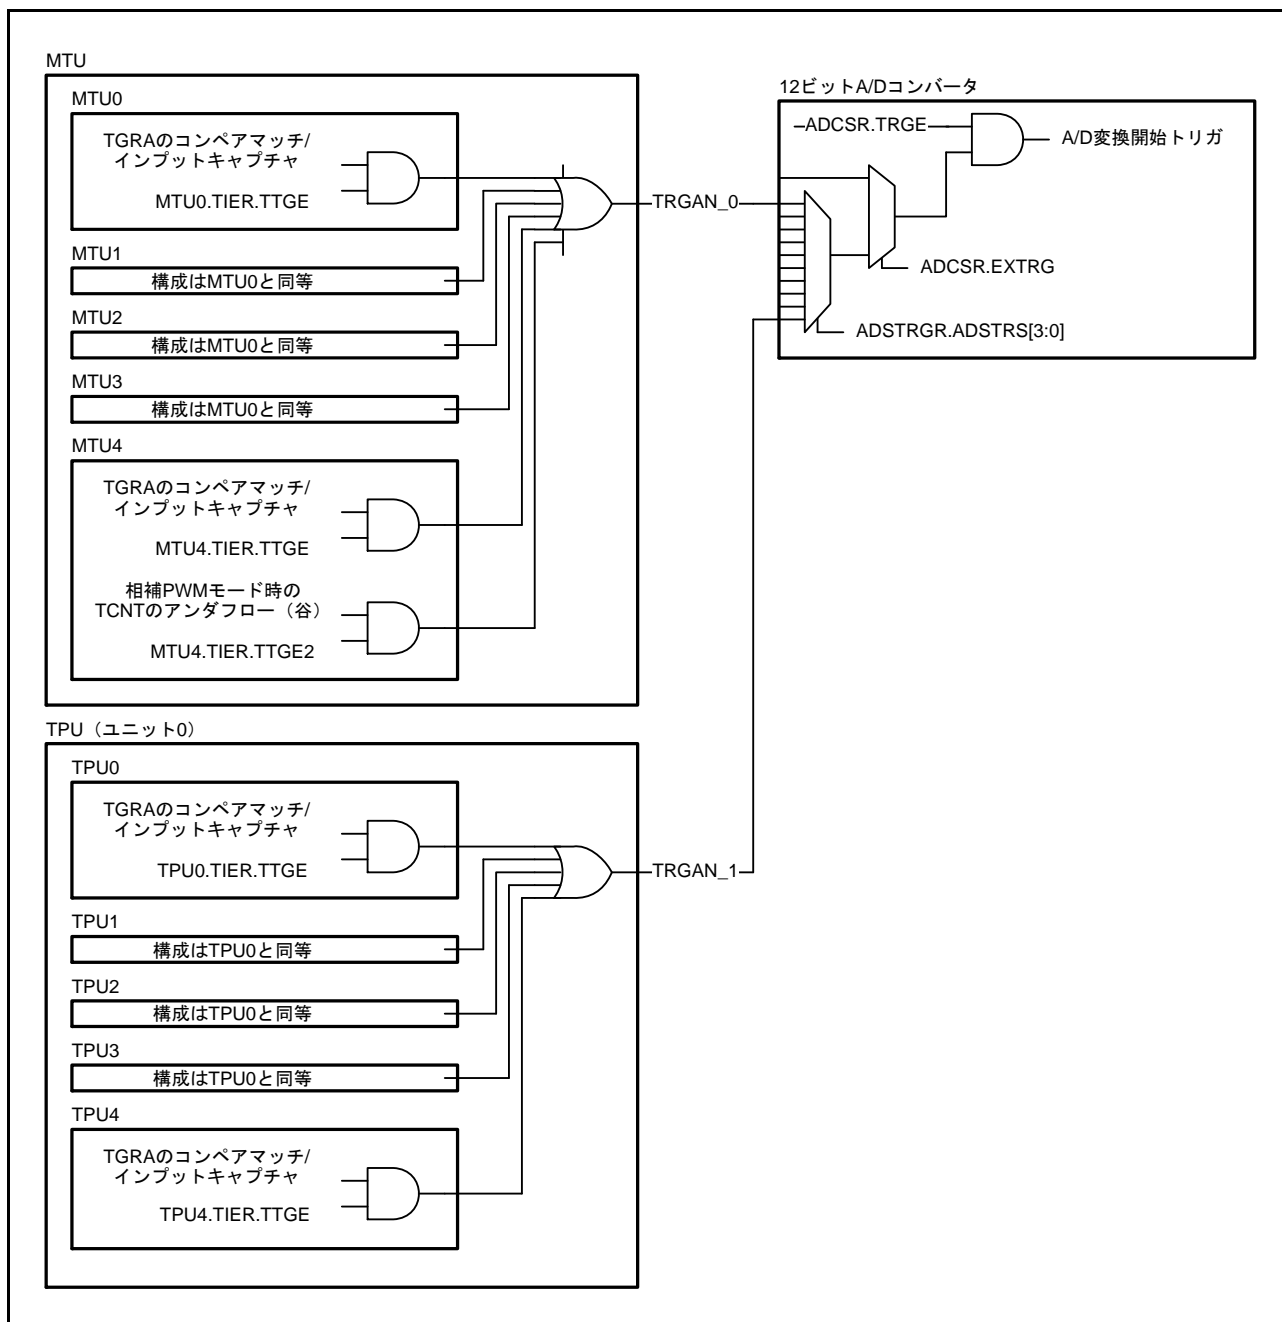 MTU
MTU0
TGRAのコンペアマッチ/
インプットキャプチャ
MTU0.TIER.TTGE
MTU1
構成はMTU0と同等
MTU2
構成はMTU0と同等
MTU3
構成はMTU0と同等
MTU4
TGRAのコンペアマッチ/
インプットキャプチャ
MTU4.TIER.TTGE
相補PWMモード時の
TCNTのアンダフロー（谷）
MTU4.TIER.TTGE2
TRGAN_0
12ビットA/Dコンバータ
ADCSR.TRGE
A/D変換開始トリガ
ADCSR.EXTRG
ADSTRGR.ADSTRS[3:0]
TPU（ユニット0）
TPU0
TGRAのコンペアマッチ/
インプットキャプチャ
TPU0.TIER.TTGE
TPU1
構成はTPU0と同等
TPU2
構成はTPU0と同等
TPU3
構成はTPU0と同等
TPU4
TGRAのコンペアマッチ/
インプットキャプチャ
TPU4.TIER.TTGE
TRGAN_1